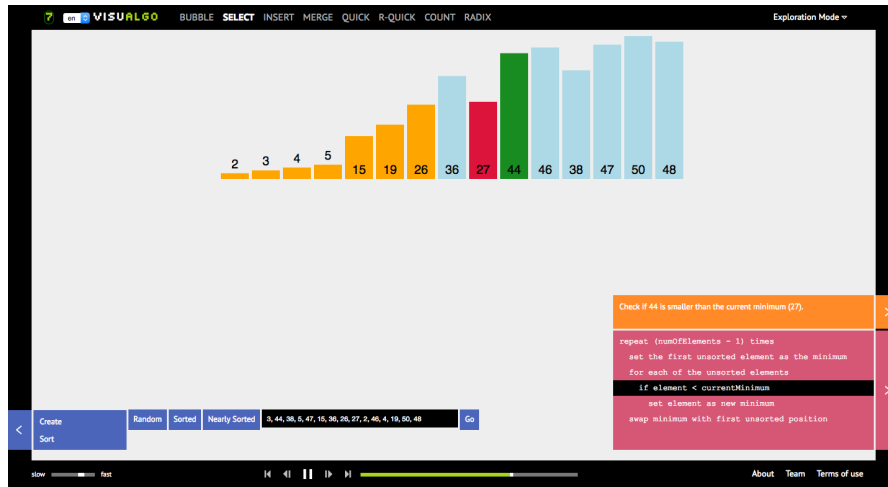 7 en VISUALGO BUBBLE SELECT INSERT MERGE QUICK R-QUICK COUNT RADIX Exploration Mode
2 3 4 5 15 19 26 36 27 44 46 38 47 50 48
Check if 44 is smaller than the current minimum (27).
repeat (numOfElements - 1) times
set the first unsorted element as the minimum
for each of the unsorted elements
if element < currentMinimum
set element as new minimum
swap minimum with first unsorted position
Create
Sort
Random Sorted Nearly Sorted 3, 44, 38, 5, 47, 15, 36, 26, 27, 2, 46, 4, 19, 50, 48 Go
slow fast About Team Terms of use